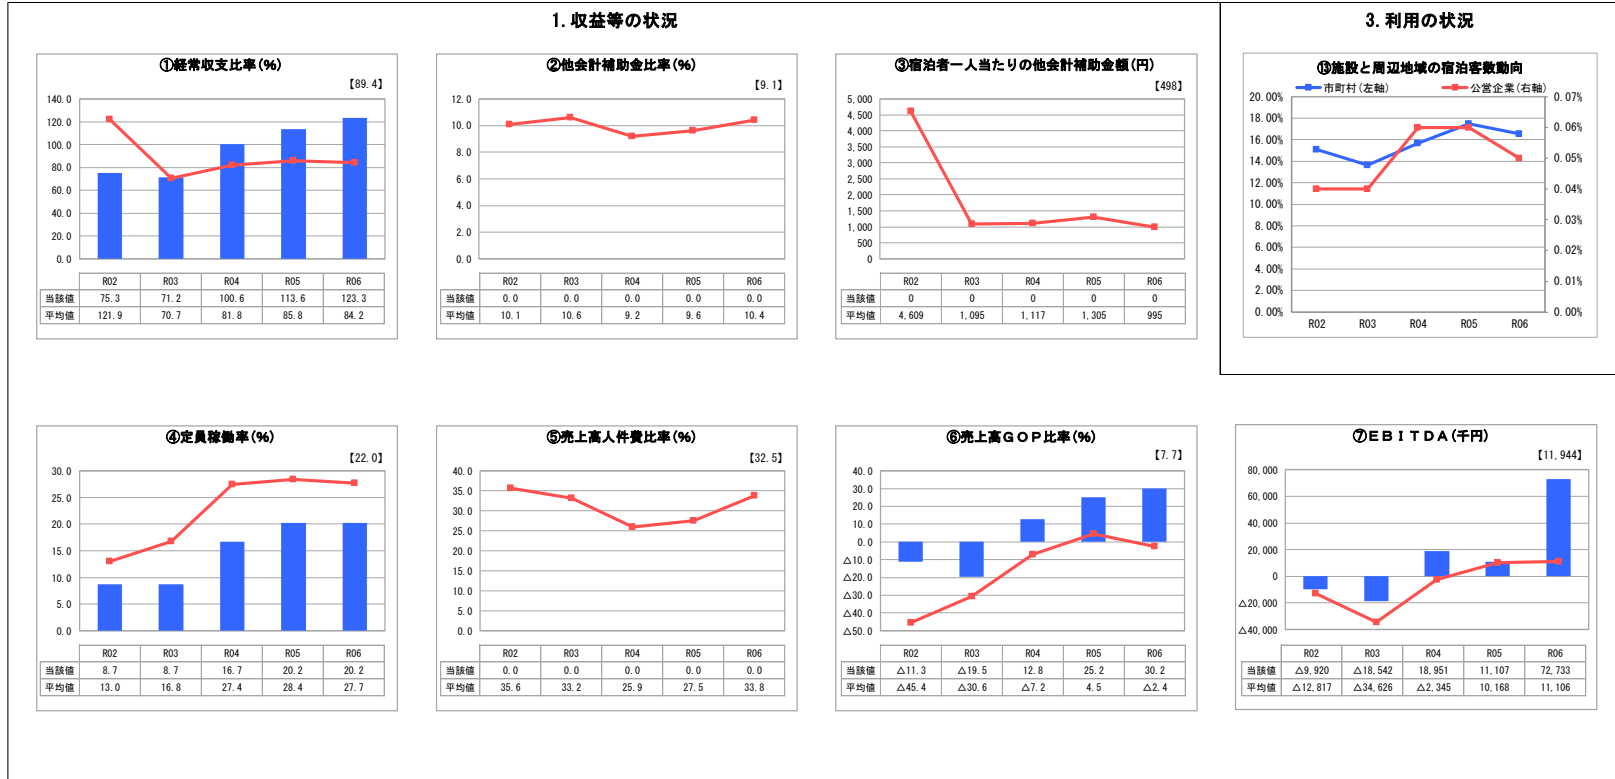 1. 収益等の状況
3. 利用の状況
①経常収支比率(%)
【89.4】
140.0
120.0
100.0
80.0
60.0
40.0
20.0
0.0
R02 R03 R04 R05 R06
当該値 75.3 71.2 100.6 113.6 123.3
平均値 121.9 70.7 81.8 85.8 84.2
②他会計補助金比率(%)
【9.1】
12.0
10.0
8.0
6.0
4.0
2.0
0.0
R02 R03 R04 R05 R06
当該値 0.0 0.0 0.0 0.0 0.0
平均値 10.1 10.6 9.2 9.6 10.4
③宿泊者一人当たりの他会計補助金額(円)
【498】
5,000
4,500
4,000
3,500
3,000
2,500
2,000
1,500
1,000
500
0
R02 R03 R04 R05 R06
当該値 0 0 0 0 0
平均値 4,609 1,095 1,117 1,305 995
⑬施設と周辺地域の宿泊客数動向
市町村(左軸) 公営企業(右軸)
20.00% 0.07%
18.00%
16.00% 0.06%
14.00% 0.05%
12.00%
10.00% 0.04%
8.00% 0.03%
6.00% 0.02%
4.00%
2.00% 0.01%
0.00% 0.00%
R02 R03 R04 R05 R06
④定員稼働率(%)
【22.0】
30.0
25.0
20.0
15.0
10.0
5.0
0.0
R02 R03 R04 R05 R06
当該値 8.7 8.7 16.7 20.2 20.2
平均値 13.0 16.8 27.4 28.4 27.7
⑤売上高人件費比率(%)
【32.5】
40.0
35.0
30.0
25.0
20.0
15.0
10.0
5.0
0.0
R02 R03 R04 R05 R06
当該値 0.0 0.0 0.0 0.0 0.0
平均値 35.6 33.2 25.9 27.5 33.8
⑥売上高GOP比率(%)
【7.7】
40.0
30.0
20.0
10.0
0.0
△10.0
△20.0
△30.0
△40.0
△50.0
R02 R03 R04 R05 R06
当該値 △11.3 △19.5 12.8 25.2 30.2
平均値 △45.4 △30.6 △7.2 4.5 △2.4
⑦EBITDA(千円)
【11,944】
80,000
60,000
40,000
20,000
0
△20,000
△40,000
R02 R03 R04 R05 R06
当該値 △9,920 △18,542 18,951 11,107 72,733
平均値 △12,817 △34,626 △2,345 10,168 11,106